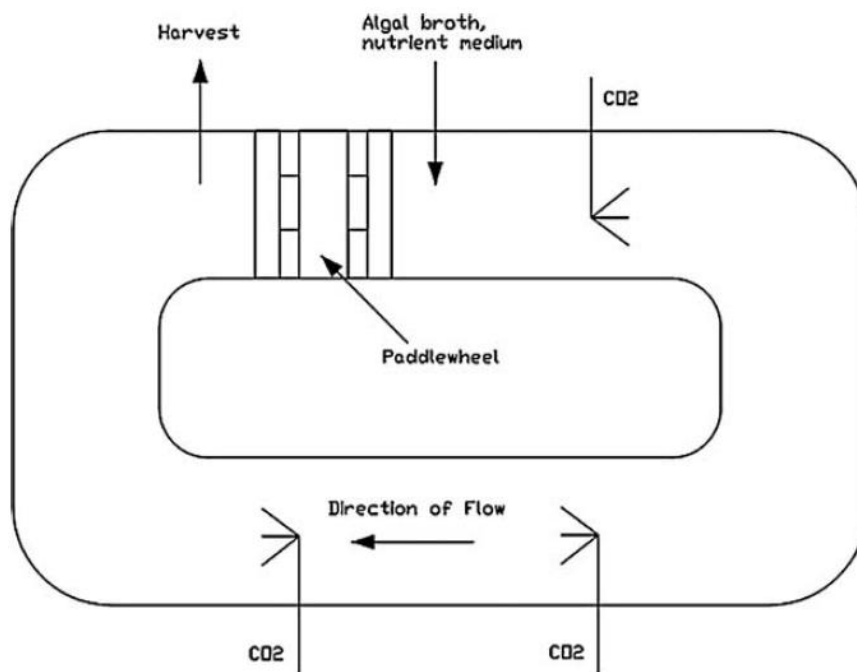 Harvest
Algal broth,
nutrient medium
CO2
Paddlewheel
Direction of Flow
CO2
CO2